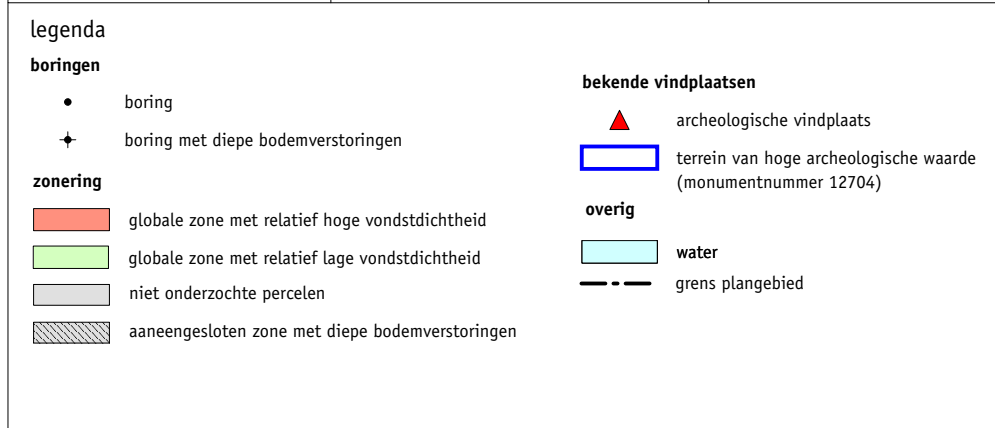 legenda
boringen
boring
boring met diepe bodemverstoringen
zonering
globale zone met relatief hoge vondstdichtheid
globale zone met relatief lage vondstdichtheid
niet onderzochte percelen
aaneengesloten zone met diepe bodemverstoringen
bekende vindplaatsen
archeologische vindplaats
terrein van hoge archeologische waarde
(monumentnummer 12704)
overig
water
grens plangebied